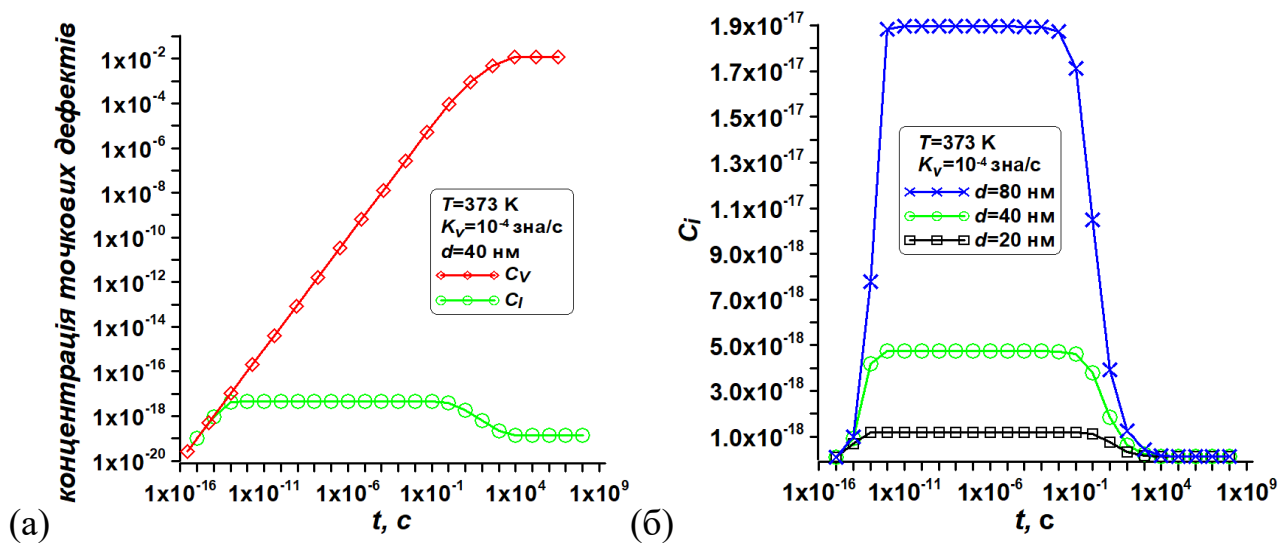 концентрація точкових дефектів
1x10⁻²
1x10⁻⁴
1x10⁻⁶
1x10⁻⁸
1x10⁻¹⁰
1x10⁻¹²
1x10⁻¹⁴
1x10⁻¹⁶
1x10⁻¹⁸
1x10⁻²⁰
T=373 K
Kᵥ=10⁻⁴ зна/с
d=40 нм
C_V
C_I
1x10⁻¹⁶ 1x10⁻¹¹ 1x10⁻⁶ 1x10⁻¹ 1x10⁴ 1x10⁹
t, с
(а)
C_i
1.9x10⁻¹⁷
1.7x10⁻¹⁷
1.5x10⁻¹⁷
1.3x10⁻¹⁷
1.1x10⁻¹⁷
9.0x10⁻¹⁸
7.0x10⁻¹⁸
5.0x10⁻¹⁸
3.0x10⁻¹⁸
1.0x10⁻¹⁸
T=373 K
Kᵥ=10⁻⁴ зна/с
d=80 нм
d=40 нм
d=20 нм
1x10⁻¹⁶ 1x10⁻¹¹ 1x10⁻⁶ 1x10⁻¹ 1x10⁴ 1x10⁹
t, с
(б)